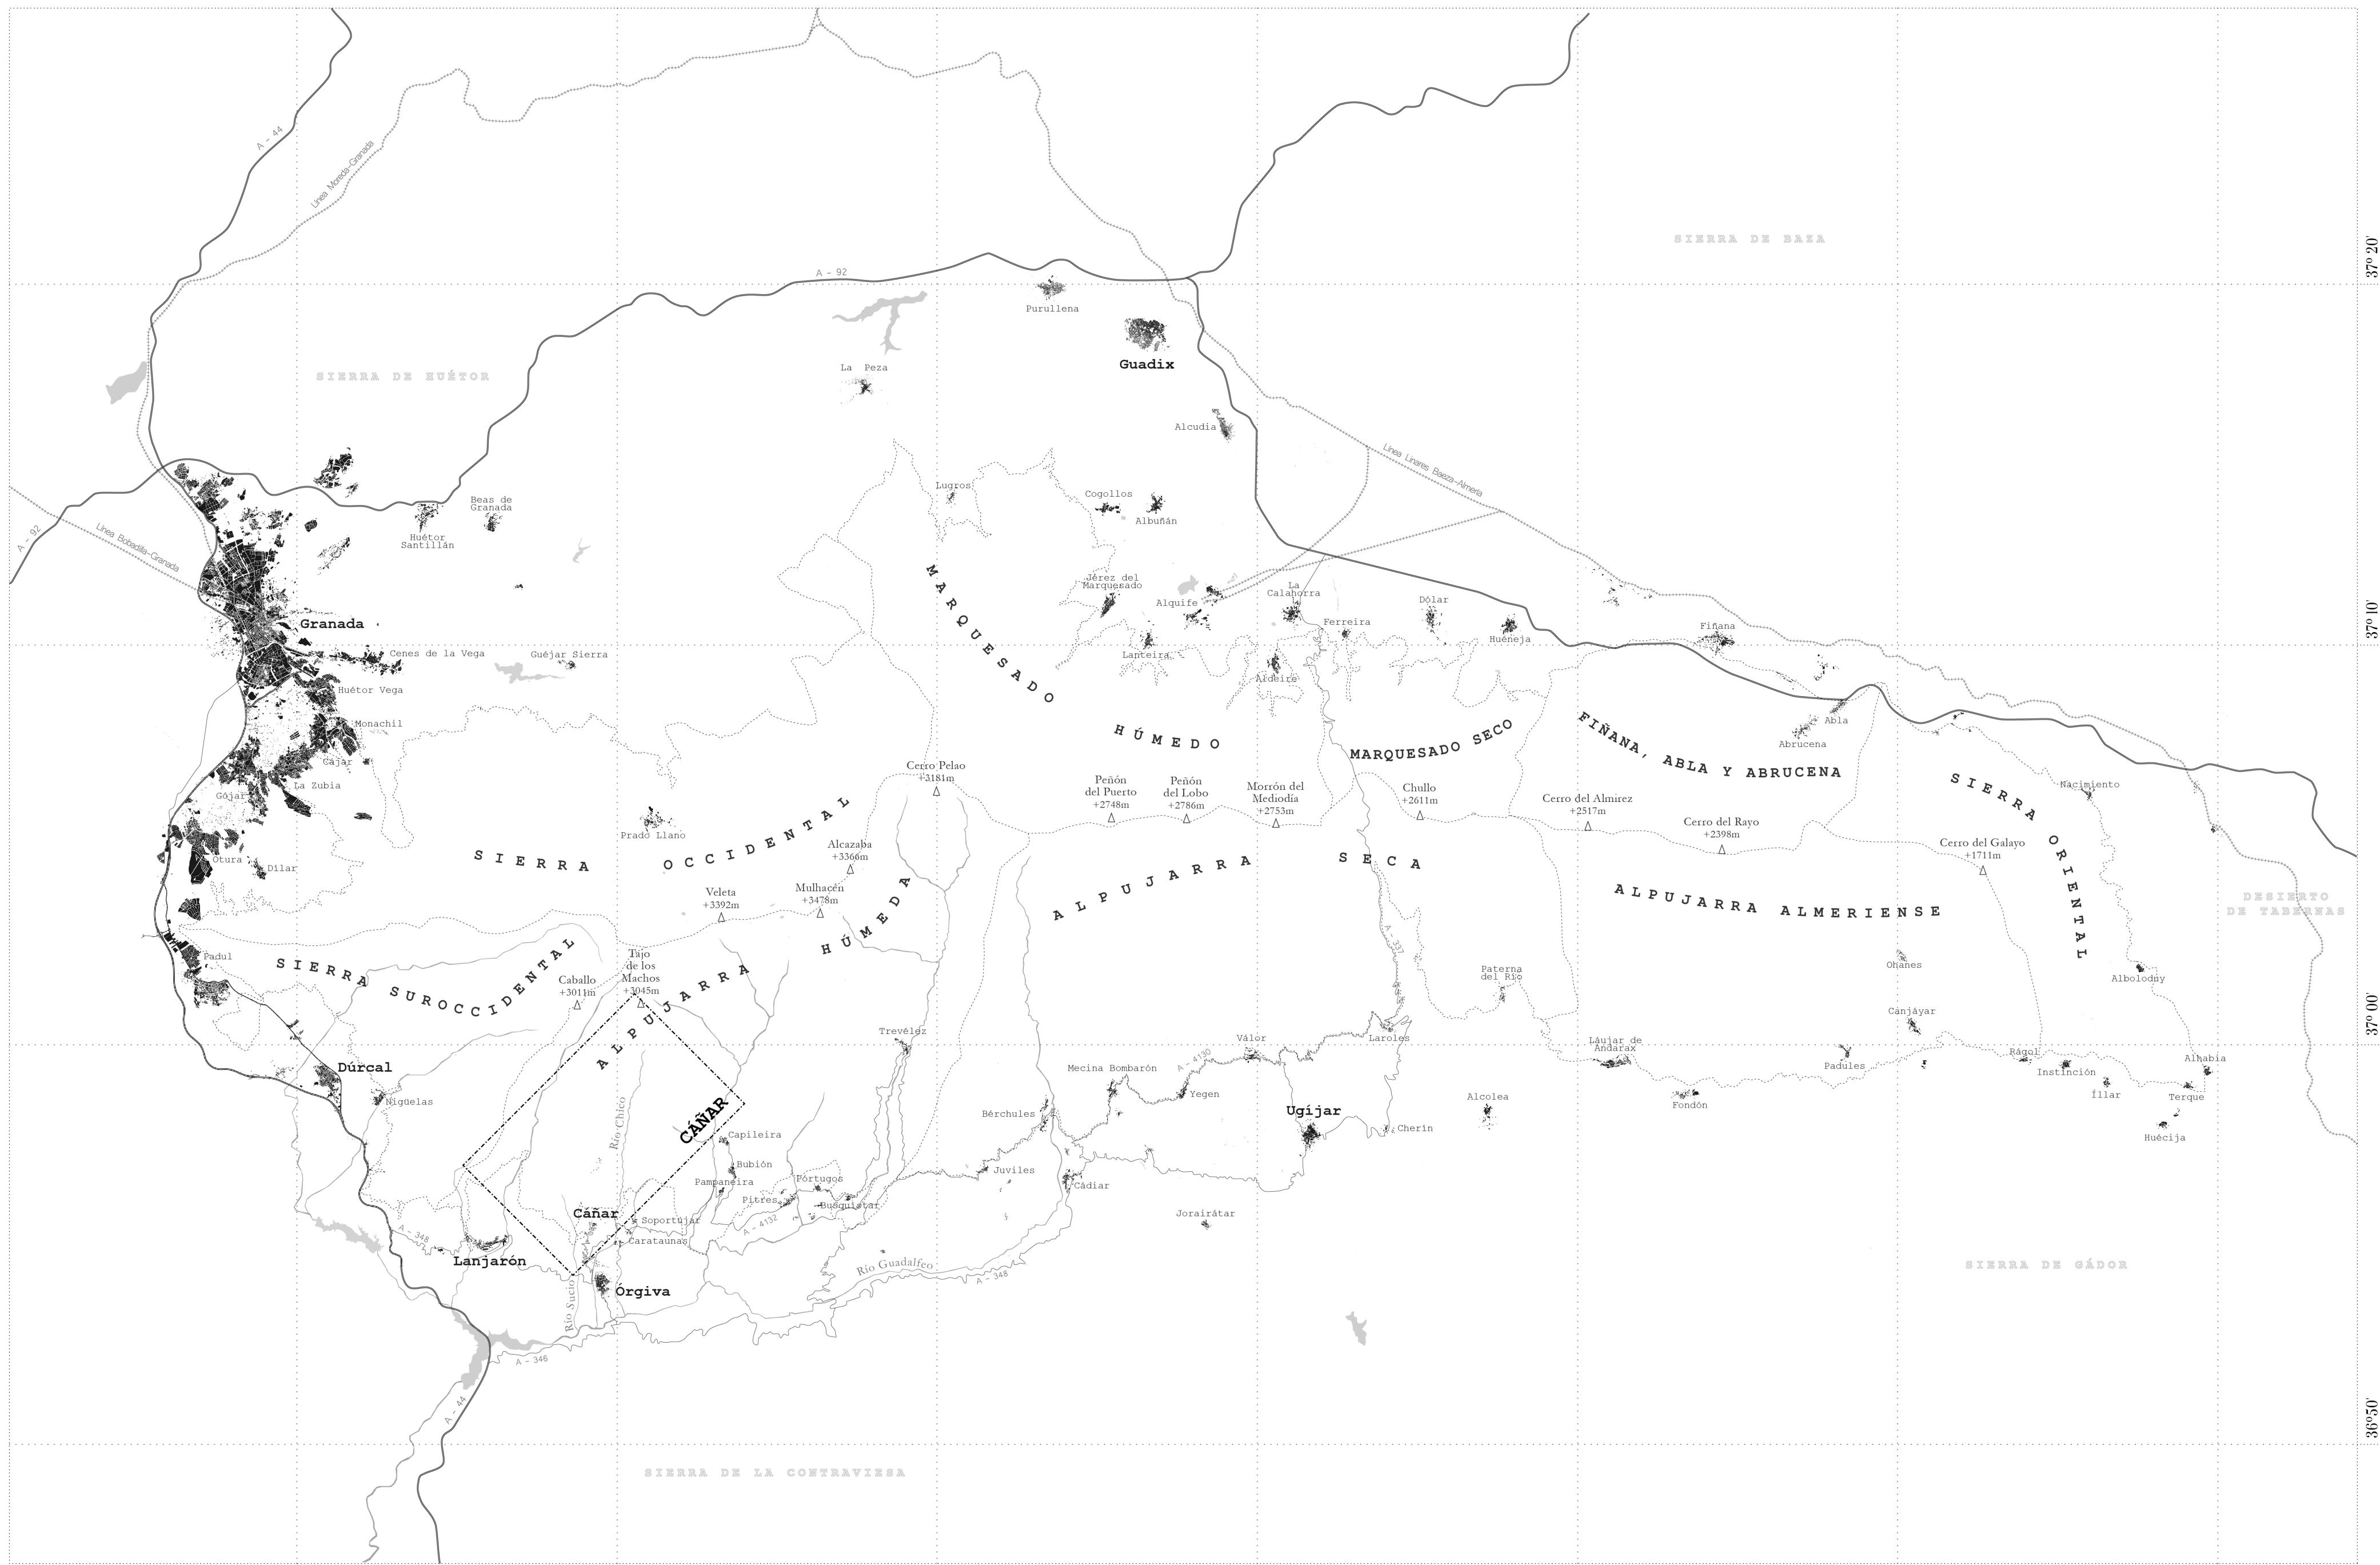 A - 44
Línea Moreda-Granada
SIERRA DE BAZA
37º 20'
A - 92
Purullena
Guadix
SIERRA DE HUÉTOR
La Peza
Alcudia
Línea Linares Baeza-Almería
Lugros
Cogollos
Albuñán
Beas de
Granada
Huétor
Santillán
A - 92
Línea Bobadilla-Granada
MARQUESADO
HÚMEDO
Jérez del
Marquesado
Alquife
La
Calahorra
Dólar
Ferreira
Huéneja
Fiñana
37º 10'
Granada
Cenes de la Vega
Güéjar Sierra
Lanteira
Aldeire
Huétor Vega
Monachil
Cájar
La Zubia
Gójar
Otura
Dílar
Prado Llano
MARQUESADO SECO
FIÑANA, ABLA Y ABRUCENA
Abla
Abrucena
SIERRA ORIENTAL
Nacimiento
Cerro Pelao
+3181m
Peñón
del Puerto
+2748m
Peñón
del Lobo
+2786m
Morrón del
Mediodía
+2753m
Chullo
+2611m
Cerro del Almirez
+2517m
Cerro del Rayo
+2398m
Cerro del Galayo
+1711m
SIERRA OCCIDENTAL
Alcazaba
+3366m
Veleta
+3392m
Mulhacén
+3478m
ALPUJARRA HÚMEDA
ALPUJARRA SECA
ALPUJARRA ALMERIENSE
DESIERTO
DE TABERNAS
A - 337
Padul
SIERRA SUROCCIDENTAL
Caballo
+3011m
Tajo
de los
Machos
+3045m
Paterna
del Río
Ohanes
Alboloduy
Canjáyar
37º 00'
Trevélez
Válor
Laroles
A - 4130
Láujar de
Andarax
Padules
Rágol
Instinción
Alhabia
Íllar
Terque
Huécija
Dúrcal
Nigüelas
Mecina Bombarón
Yegen
Bérchules
Ugíjar
Cherín
Alcolea
Fondón
Río Chico
CÁÑAR
Capileira
Bubión
Pampaneira
Pitres
Pórtugos
Busquístar
Juviles
Cádiar
Jorairátar
Cáñar
Soportújar
Carataunas
A - 4132
A - 348
Lanjarón
Órgiva
Río Sucio
Río Guadalfeo
A - 348
SIERRA DE GÁDOR
A - 346
A - 44
36º50'
SIERRA DE LA CONTRAVIESA